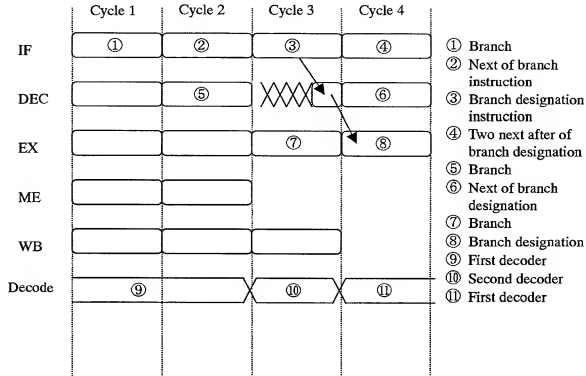 Cycle 1 Cycle 2 Cycle 3 Cycle 4
IF ① ② ③ ④
DEC ⑤ ⑥
EX ⑦ ⑧
ME
WB
Decode ⑨ ⑩ ⑪
① Branch
② Next of branch
instruction
③ Branch designation
instruction
④ Two next after of
branch designation
⑤ Branch
⑥ Next of branch
designation
⑦ Branch
⑧ Branch designation
⑨ First decoder
⑩ Second decoder
⑪ First decoder